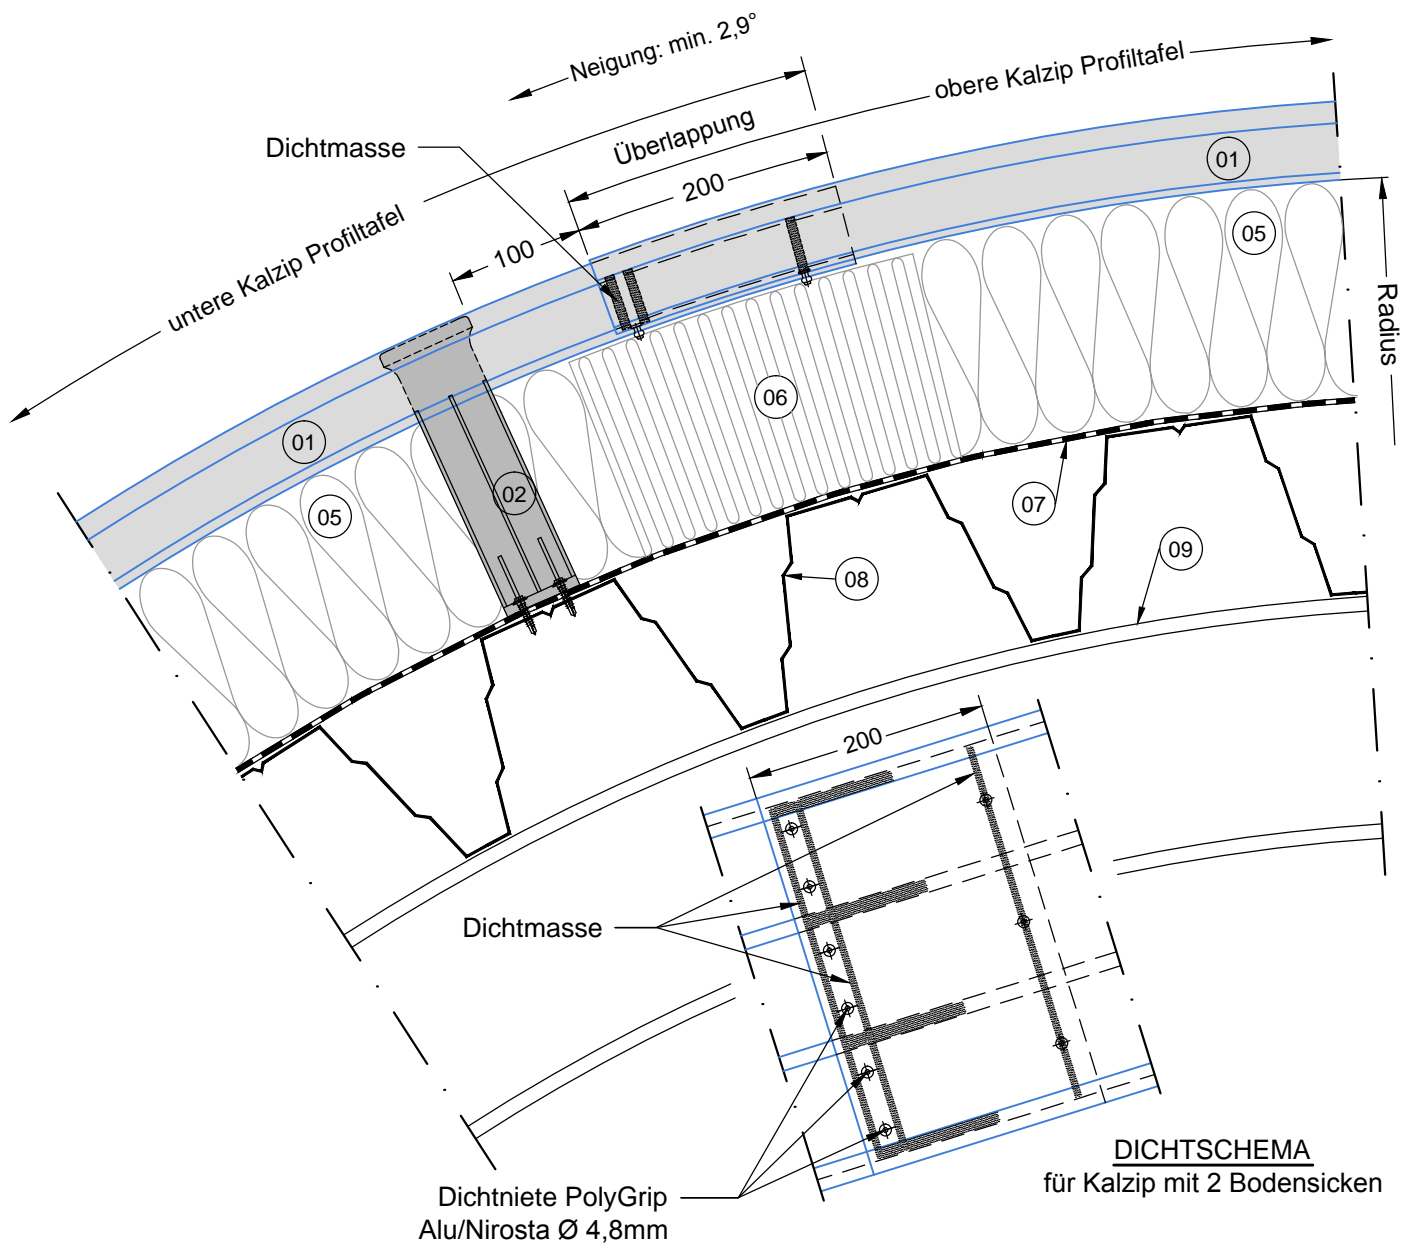 Neigung: min. 2,9°
obere Kalzip Profiltafel
Dichtmasse
Überlappung
01
200
untere Kalzip Profiltafel
100
05
Radius
06
01
02
05
07
09
08
200
Dichtmasse
DICHTSCHEMA
für Kalzip mit 2 Bodensicken
Dichtniete PolyGrip
Alu/Nirosta Ø 4,8mm